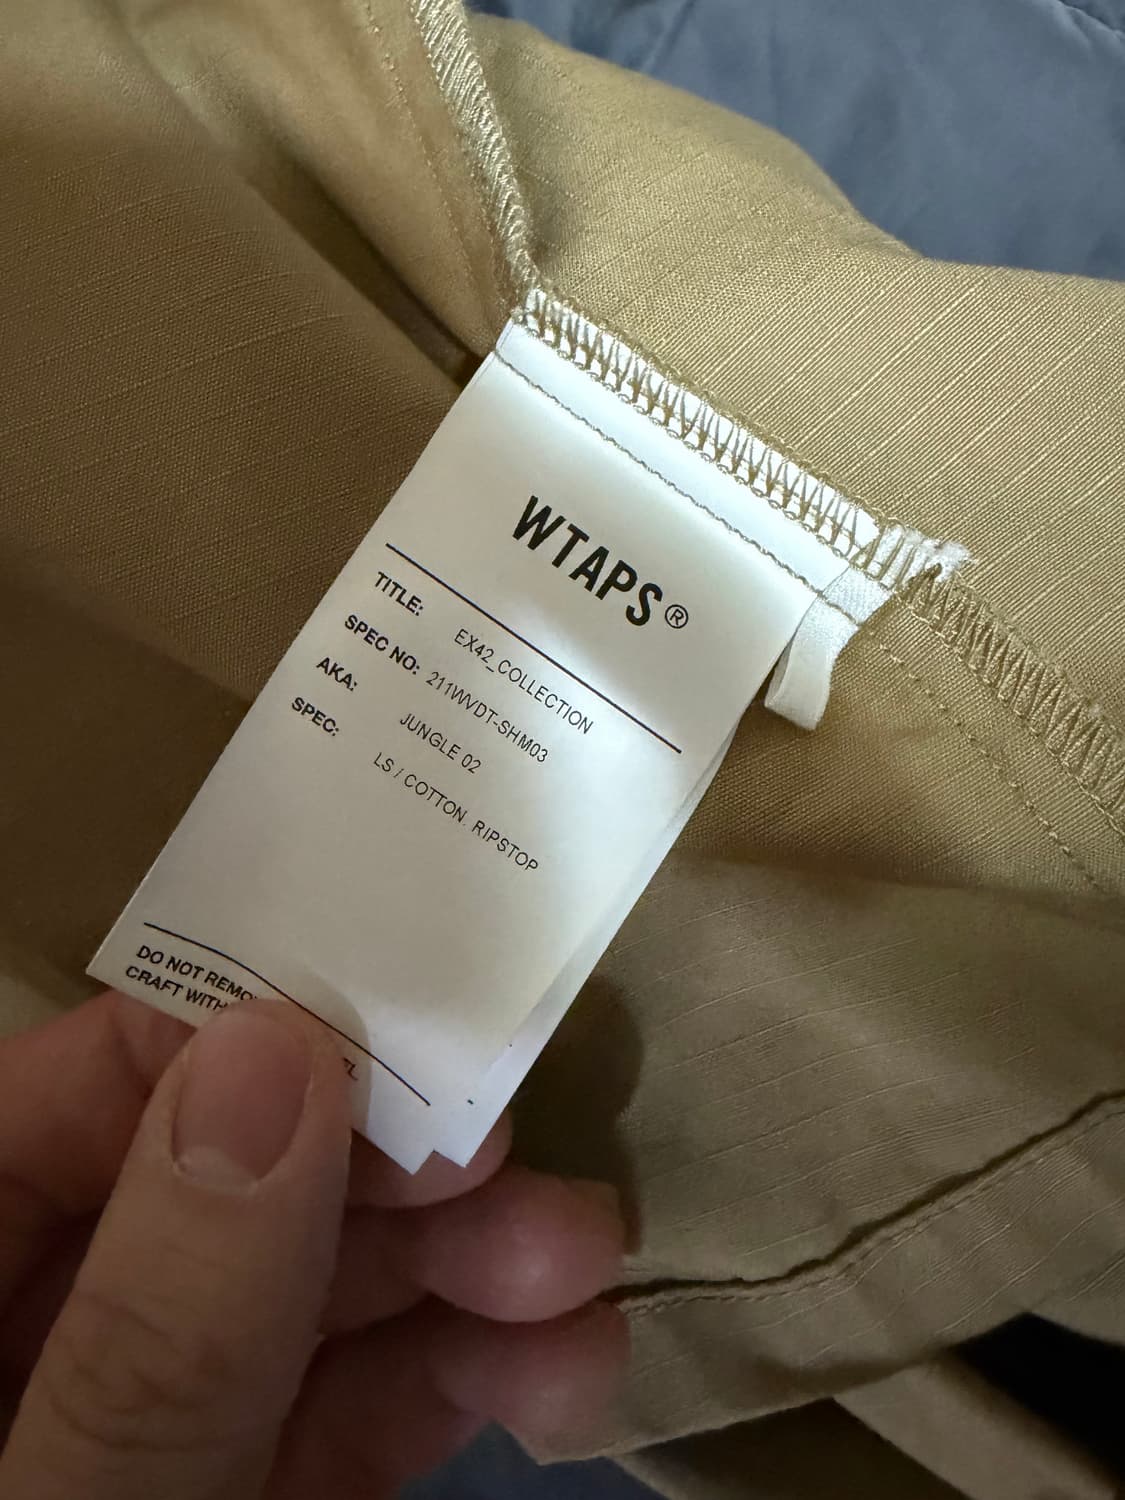 WTAPS®
TITLE: EX42_COLLECTION
SPEC NO: 211WVDT-SHM03
AKA: JUNGLE 02
SPEC: LS / COTTON. RIPSTOP
DO NOT REMO
CRAFT WITH